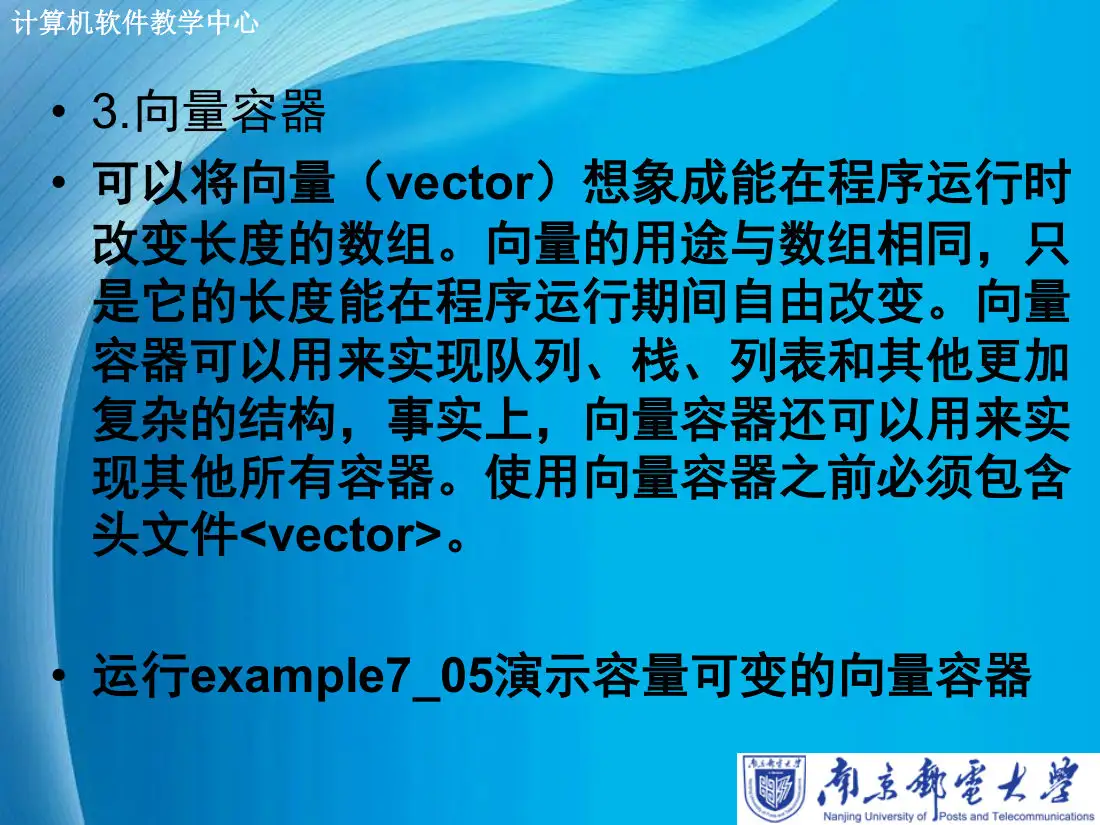 计算机软件教学中心
• 3.向量容器
• 可以将向量（vector）想象成能在程序运行时
改变长度的数组。向量的用途与数组相同，只
是它的长度能在程序运行期间自由改变。向量
容器可以用来实现队列、栈、列表和其他更加
复杂的结构，事实上，向量容器还可以用来实
现其他所有容器。使用向量容器之前必须包含
头文件<vector>。
• 运行example7_05演示容量可变的向量容器
南京郵電大學
Nanjing University of Posts and Telecommunications